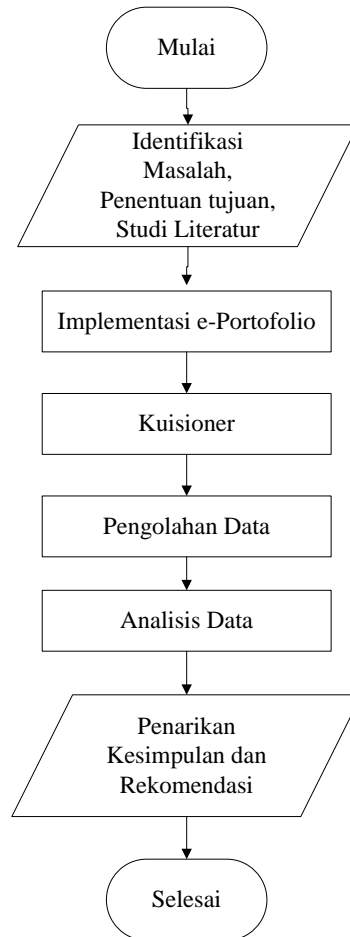 Mulai
Identifikasi
Masalah,
Penentuan tujuan,
Studi Literatur
Implementasi e-Portofolio
Kuisioner
Pengolahan Data
Analisis Data
Penarikan
Kesimpulan dan
Rekomendasi
Selesai